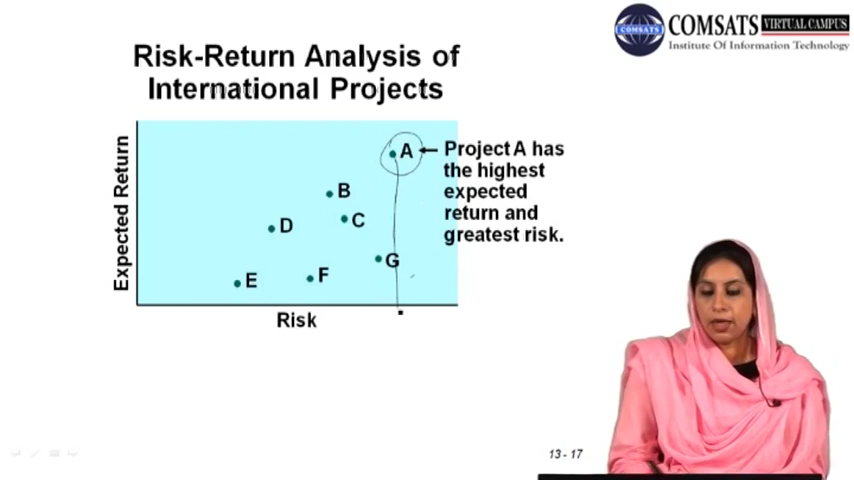 COMSATS
COMSATS VIRTUAL CAMPUS
Institute Of Information Technology
Risk-Return Analysis of
International Projects
Expected Return
A
Project A has
the highest
expected
return and
greatest risk.
B
C
D
G
E
F
Risk
13 - 17